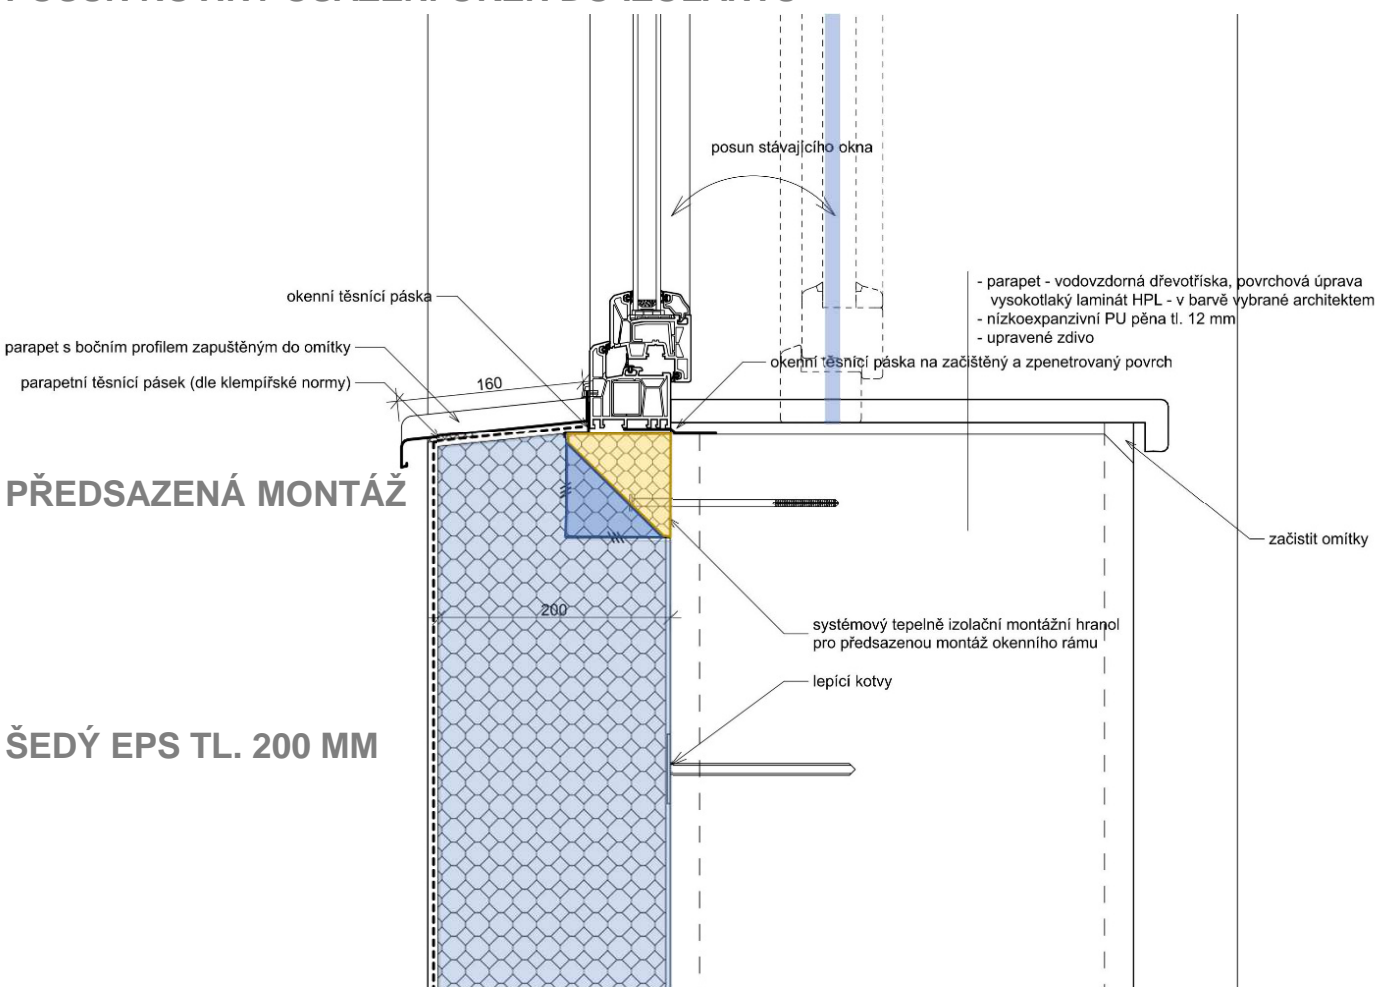 posun stávajícího okna
okenní těsnící páska
- parapet - vodovzdorná dřevotříska, povrchová úprava
vysokotlaký laminát HPL - v barvě vybrané architektem
- nízkoexpanzivní PU pěna tl. 12 mm
- upravené zdivo
parapet s bočním profilem zapuštěným do omítky
okenní těsnící páska na začištěný a zpenetrovaný povrch
parapetní těsnící pásek (dle klempířské normy)
160
PŘEDSAZENÁ MONTÁŽ
začistit omítky
200
systémový tepelně izolační montážní hranol
pro předsazenou montáž okenního rámu
lepící kotvy
ŠEDÝ EPS TL. 200 MM